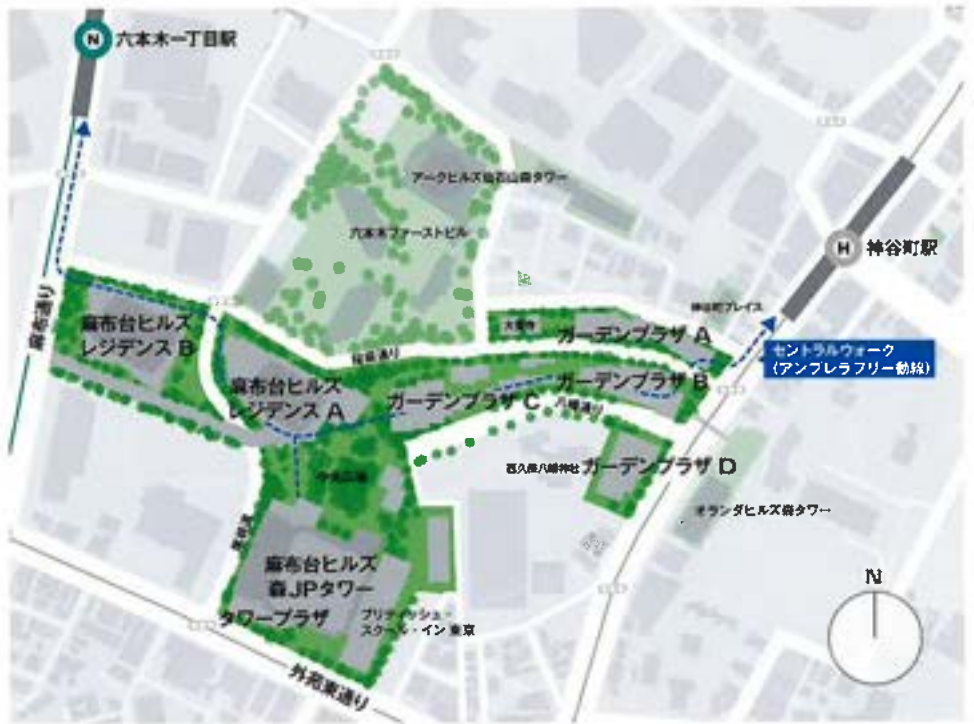 N
六本木一丁目駅
アークヒルズ仙石山森タワー
六本木ファーストビル
H
神谷町駅
神谷町プレイス
麻布通り
麻布台ヒルズ
レジデンス B
ガーデンプラザ A
セントラルウォーク
(アンブレラフリー動線)
桜麻通り
麻布台ヒルズ
レジデンス A
ガーデンプラザ B
ガーデンプラザ C
八幡通り
西久保八幡神社
ガーデンプラザ D
中央広場
オランダヒルズ森タワー
麻布台ヒルズ
森JPタワー
タワープラザ
ブリティッシュ・
スクール・イン 東京
外苑東通り
N